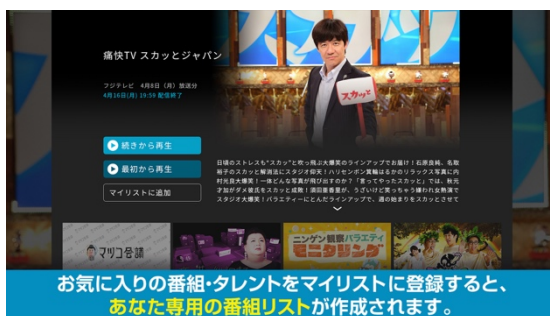 痛快TV スカッとジャパン
フジテレビ 4月8日（月）放送分
4月16日(月) 19:59 配信終了
スカッと
続きから再生
最初から再生
マイリストに追加
日頃のストレスも"スカッ"と吹っ飛ぶ大爆笑のラインアップでお届け！石原良純、名取
裕子のスカッと解消法にスタジオ仰天！ハリセンボン箕輪はるかのリラックス写真に内
村光良大爆笑！一体どんな写真が飛び出すのか？「言ってやったスカッと」では、秋元
才加がダメ彼氏をスカッと成敗！須田亜香里が、うざいけど笑っちゃう嫌われ女熱演で
スタジオ大爆笑！バラエティーにとんだラインアップで、週の始まりをスカッとさせて
マツコ会議
ニンゲン観察バラエティ
モニタリング
お気に入りの番組・タレントをマイリストに登録すると、
あなた専用の番組リストが作成されます。